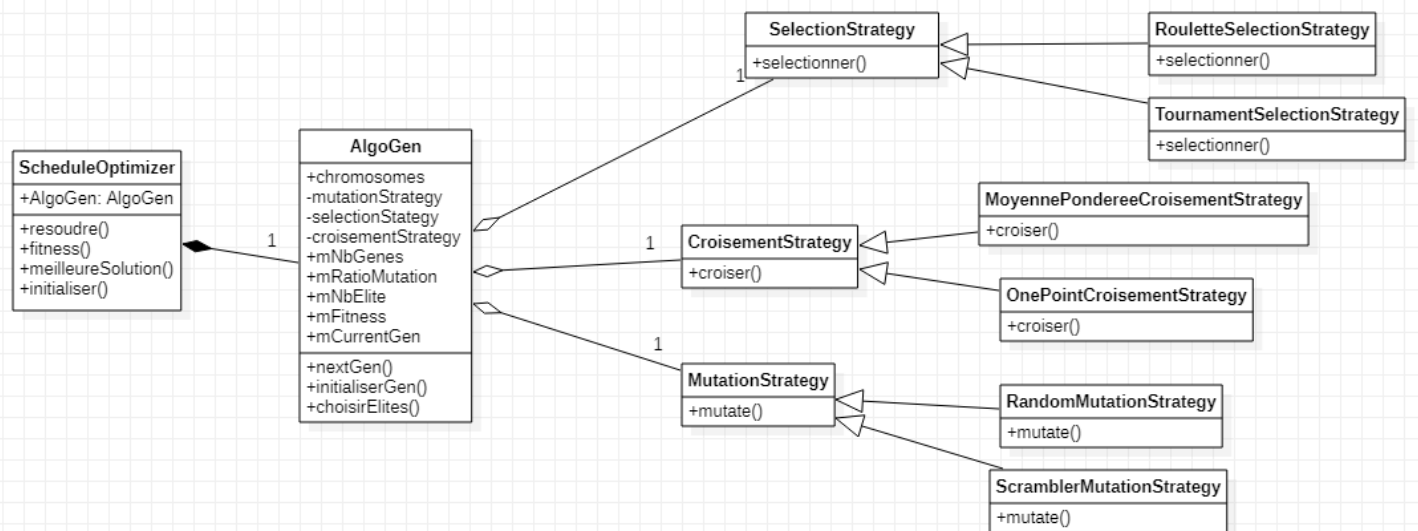 ScheduleOptimizer
+AlgoGen: AlgoGen
+resoudre()
+fitness()
+meilleureSolution()
+initialiser()
1
AlgoGen
+chromosomes
-mutationStrategy
-selectionStategy
-croisementStrategy
+mNbGenes
+mRatioMutation
+mNbElite
+mFitness
+mCurrentGen
+nextGen()
+initialiserGen()
+choisirElites()
1
SelectionStrategy
+selectionner()
RouletteSelectionStrategy
+selectionner()
TournamentSelectionStrategy
+selectionner()
1
CroisementStrategy
+croiser()
MoyennePondereeCroisementStrategy
+croiser()
OnePointCroisementStrategy
+croiser()
1
MutationStrategy
+mutate()
RandomMutationStrategy
+mutate()
ScramblerMutationStrategy
+mutate()